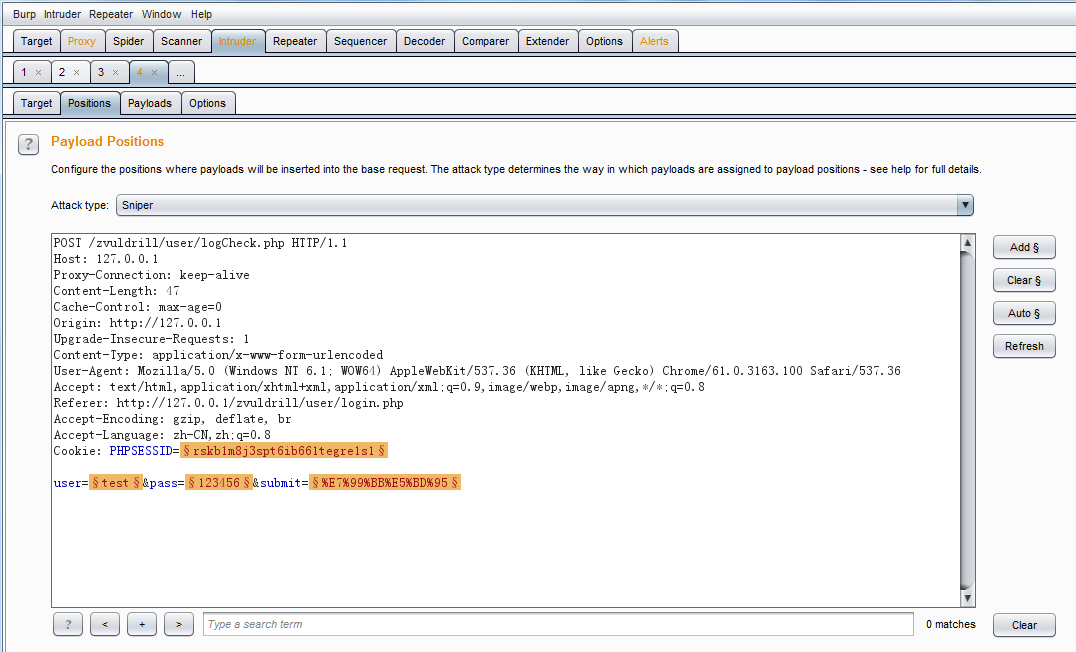 Burp Intruder Repeater Window Help
Target Proxy Spider Scanner Intruder Repeater Sequencer Decoder Comparer Extender Options Alerts
1 × 2 × 3 × 4 × ...
Target Positions Payloads Options
? Payload Positions
Configure the positions where payloads will be inserted into the base request. The attack type determines the way in which payloads are assigned to payload positions - see help for full details.
Attack type: Sniper
POST /zvuldrill/user/logCheck.php HTTP/1.1
Host: 127.0.0.1
Proxy-Connection: keep-alive
Content-Length: 47
Cache-Control: max-age=0
Origin: http://127.0.0.1
Upgrade-Insecure-Requests: 1
Content-Type: application/x-www-form-urlencoded
User-Agent: Mozilla/5.0 (Windows NT 6.1; WOW64) AppleWebKit/537.36 (KHTML, like Gecko) Chrome/61.0.3163.100 Safari/537.36
Accept: text/html,application/xhtml+xml,application/xml;q=0.9,image/webp,image/apng,*/*;q=0.8
Referer: http://127.0.0.1/zvuldrill/user/login.php
Accept-Encoding: gzip, deflate, br
Accept-Language: zh-CN,zh;q=0.8
Cookie: PHPSESSID=§rskb1m8j3spt6ib661tegre1s1§
user=§test§&pass=§123456§&submit=§%E7%99%BB%E5%BD%95§
Add §
Clear §
Auto §
Refresh
? < + > Type a search term 0 matches Clear